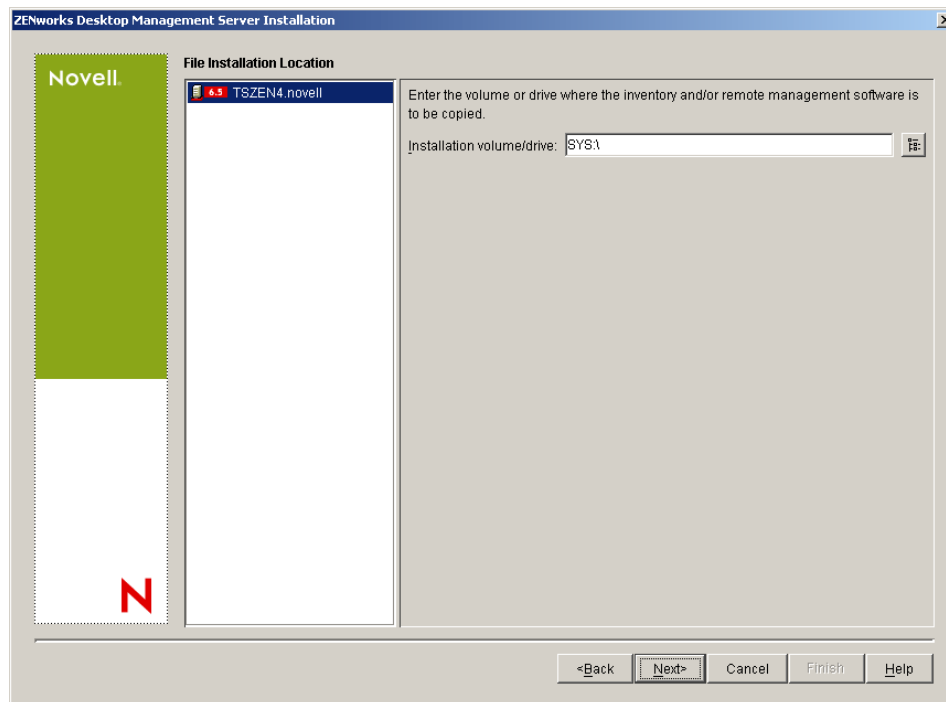 ZENworks Desktop Management Server Installation
Novell.
File Installation Location
6.5 TSZEN4.novell
Enter the volume or drive where the inventory and/or remote management software is
to be copied.
Installation volume/drive: SYS:\
N
<Back Next> Cancel Finish Help